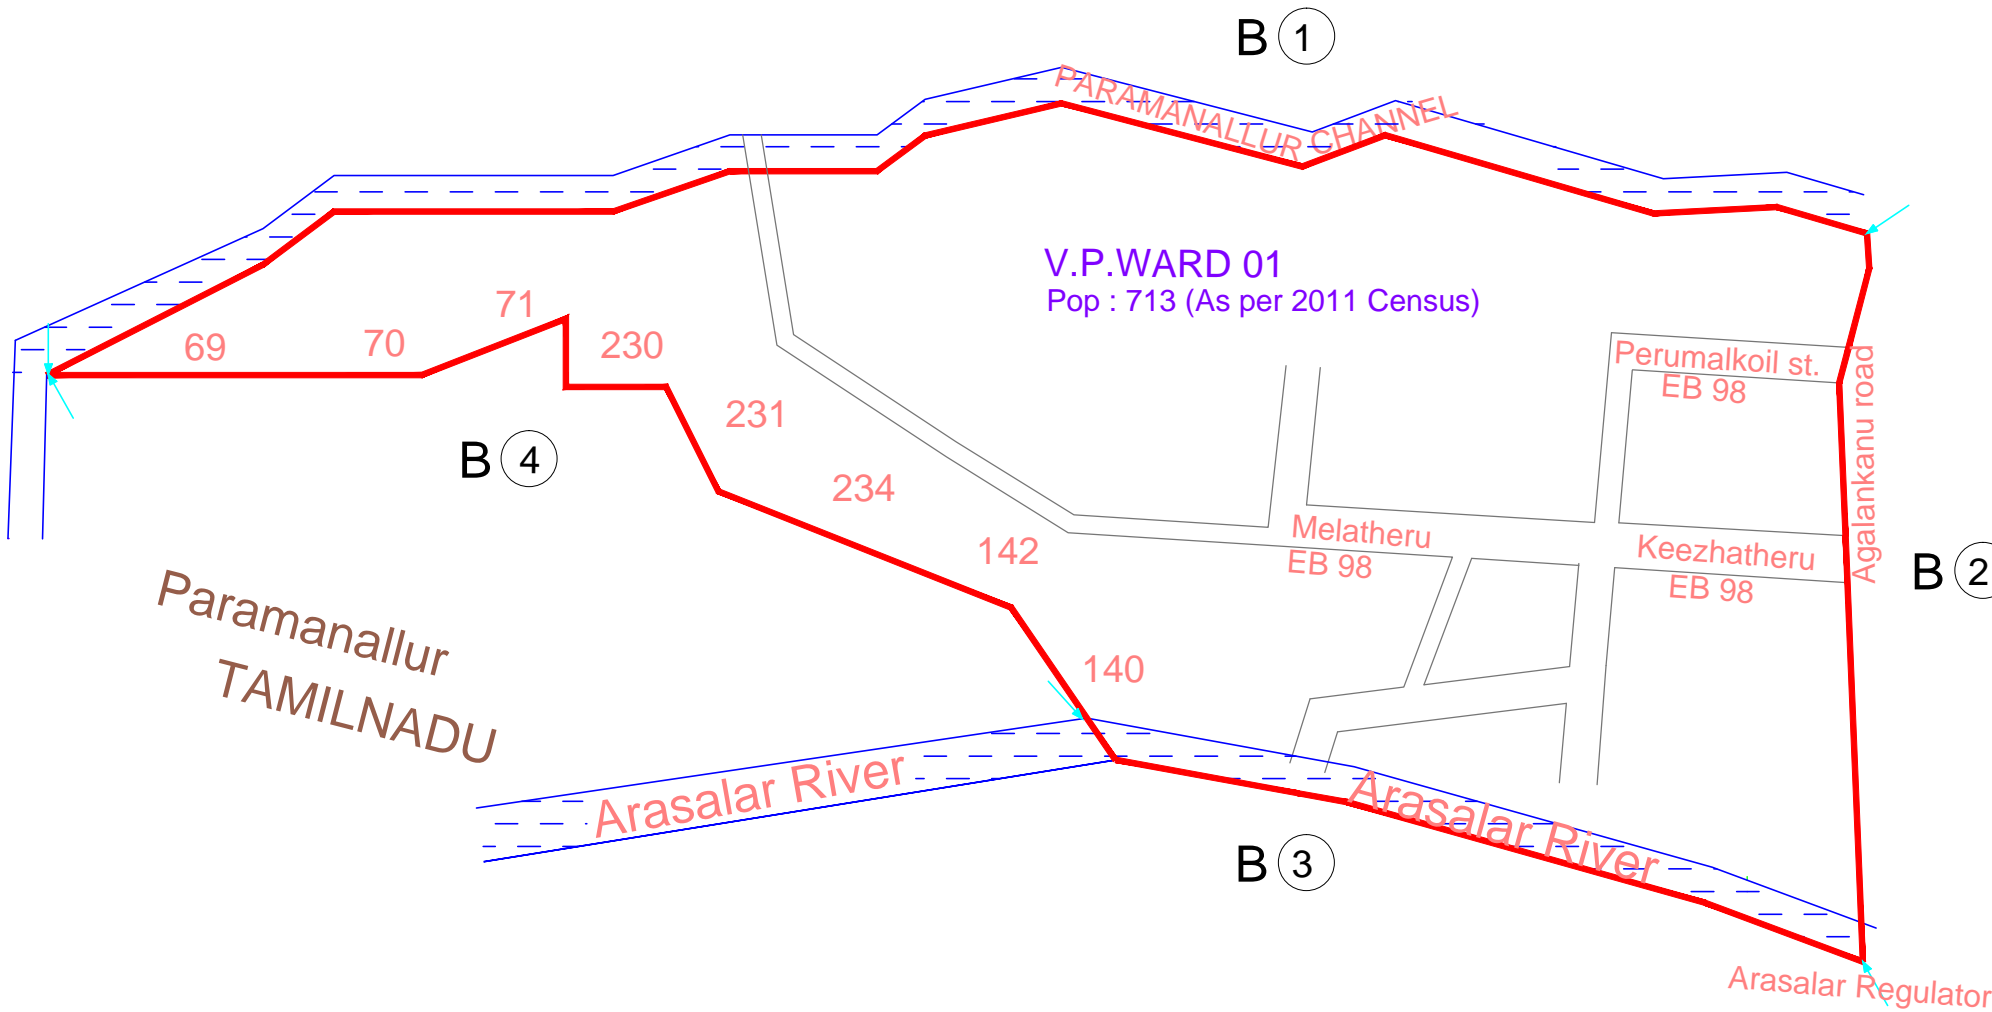 B 1
PARAMANALLUR CHANNEL
V.P.WARD 01
Pop : 713 (As per 2011 Census)
69
70
71
230
231
234
142
140
B 4
Perumalkoil st.
EB 98
Agalankanu road
Melatheru
EB 98
Keezhatheru
EB 98
B 2
Paramanallur
TAMILNADU
Arasalar River
Arasalar River
B 3
Arasalar Regulator